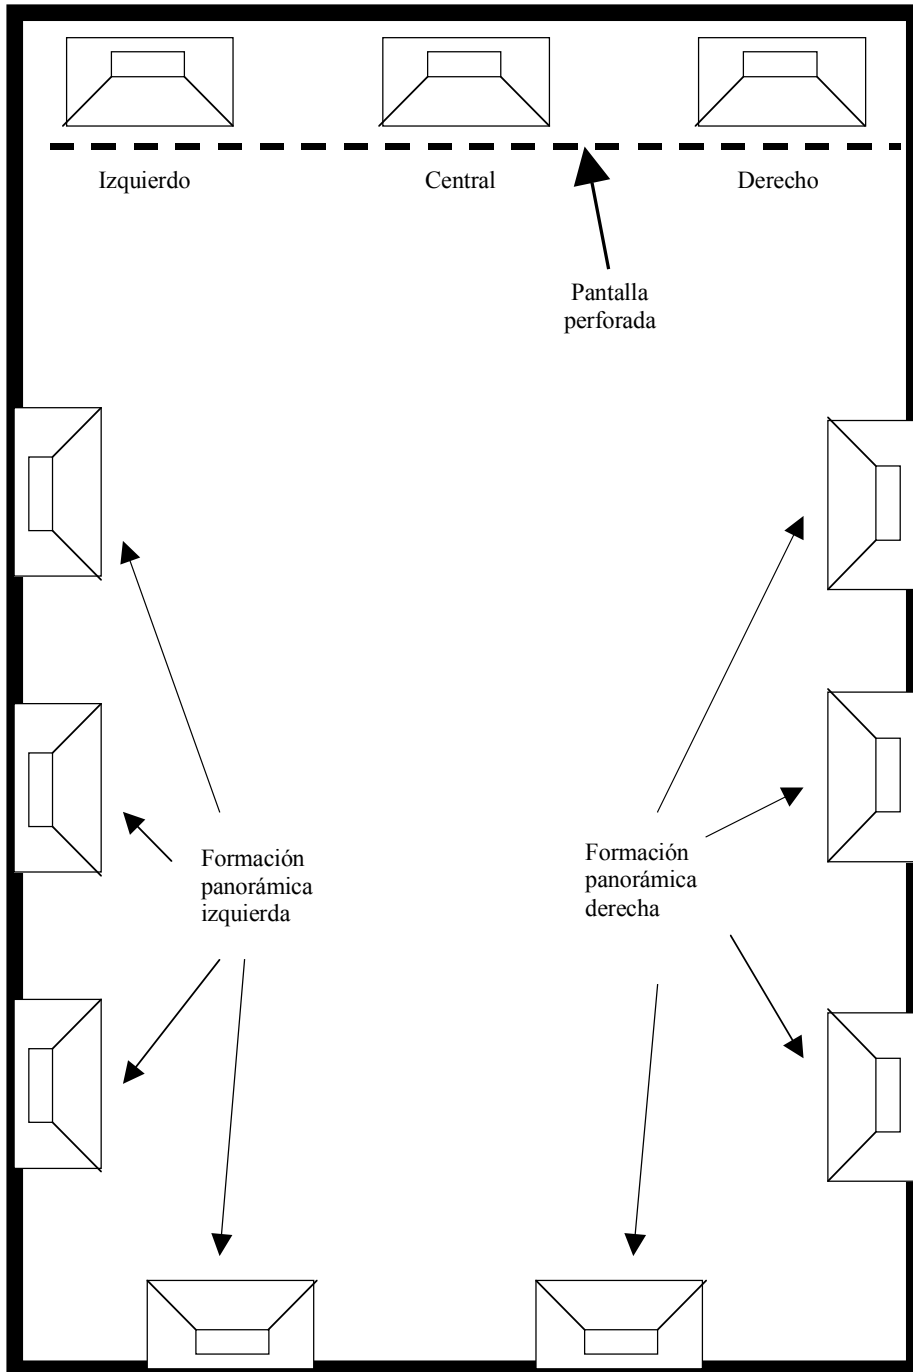 Izquierdo
Central
Derecho
Pantalla
perforada
Formación
panorámica
izquierda
Formación
panorámica
derecha